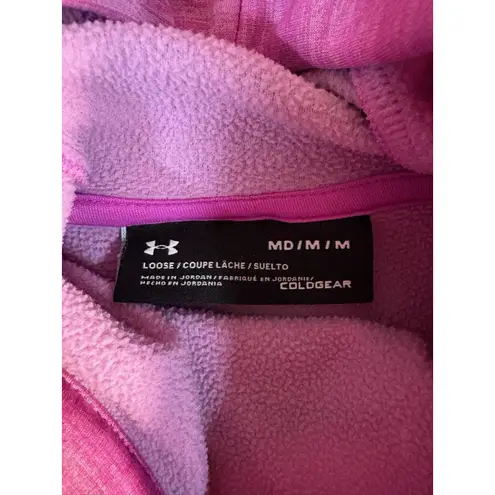 MD/M/M
LOOSE/COUPE LÂCHE/SUELTO
MADE IN JORDAN/FABRIQUÉ EN JORDANIE/
HECHO EN JORDANIA
COLDGEAR